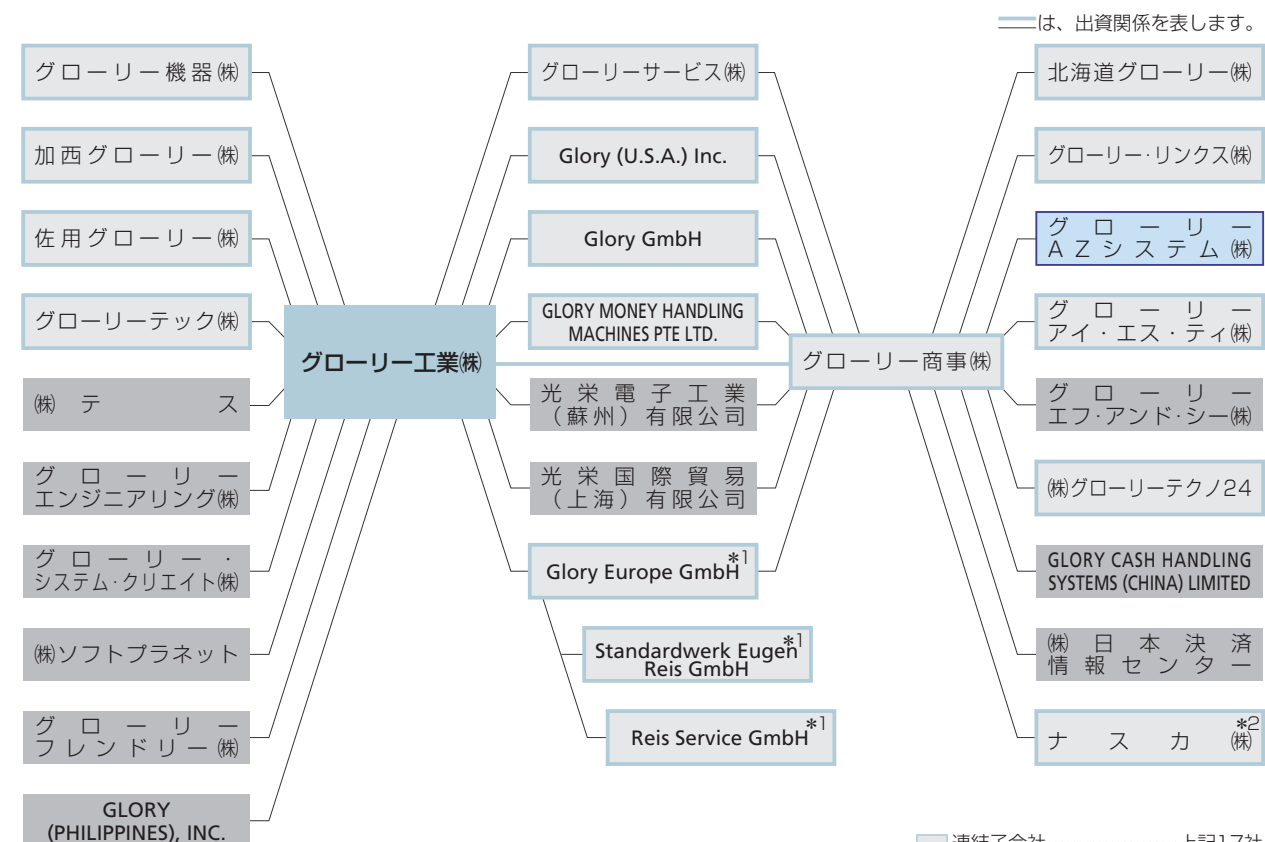 は、出資関係を表します。
グローリー機器㈱
加西グローリー㈱
佐用グローリー㈱
グローリーテック㈱
㈱テス
グローリー
エンジニアリング㈱
グローリー・
システム・クリエイト㈱
㈱ソフトプラネット
グローリー
フレンドリー㈱
GLORY
(PHILIPPINES), INC.
グローリー工業㈱
グローリーサービス㈱
Glory (U.S.A.) Inc.
Glory GmbH
GLORY MONEY HANDLING
MACHINES PTE LTD.
光栄電子工業
（蘇州）有限公司
光栄国際貿易
（上海）有限公司
Glory Europe GmbH*1
Standardwerk Eugen*1
Reis GmbH
Reis Service GmbH*1
グローリー商事㈱
北海道グローリー㈱
グローリー・リンクス㈱
グローリー
AZシステム㈱
グローリー
アイ・エス・ティ㈱
グローリー
エフ・アンド・シー㈱
㈱グローリーテクノ24
GLORY CASH HANDLING
SYSTEMS (CHINA) LIMITED
㈱日本決済
情報センター
ナスカ㈱*2
連結子会社 上記17社